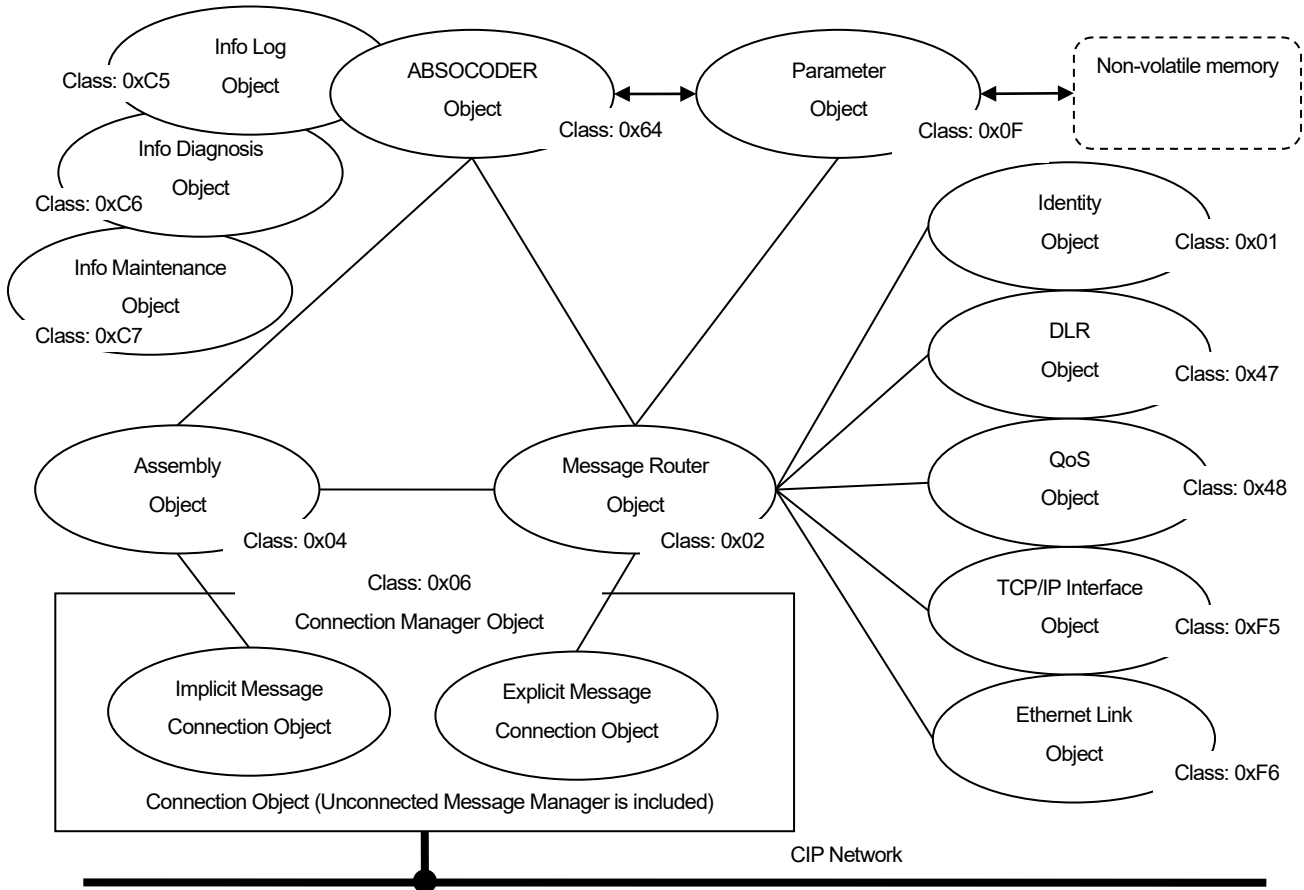 Info Log
Object
Class: 0xC5
ABSOCODER
Object
Class: 0x64
Parameter
Object
Class: 0x0F
Non-volatile memory
Info Diagnosis
Object
Class: 0xC6
Info Maintenance
Object
Class: 0xC7
Identity
Object
Class: 0x01
DLR
Object
Class: 0x47
QoS
Object
Class: 0x48
TCP/IP Interface
Object
Class: 0xF5
Ethernet Link
Object
Class: 0xF6
Assembly
Object
Class: 0x04
Message Router
Object
Class: 0x02
Class: 0x06
Connection Manager Object
Implicit Message
Connection Object
Explicit Message
Connection Object
Connection Object (Unconnected Message Manager is included)
CIP Network